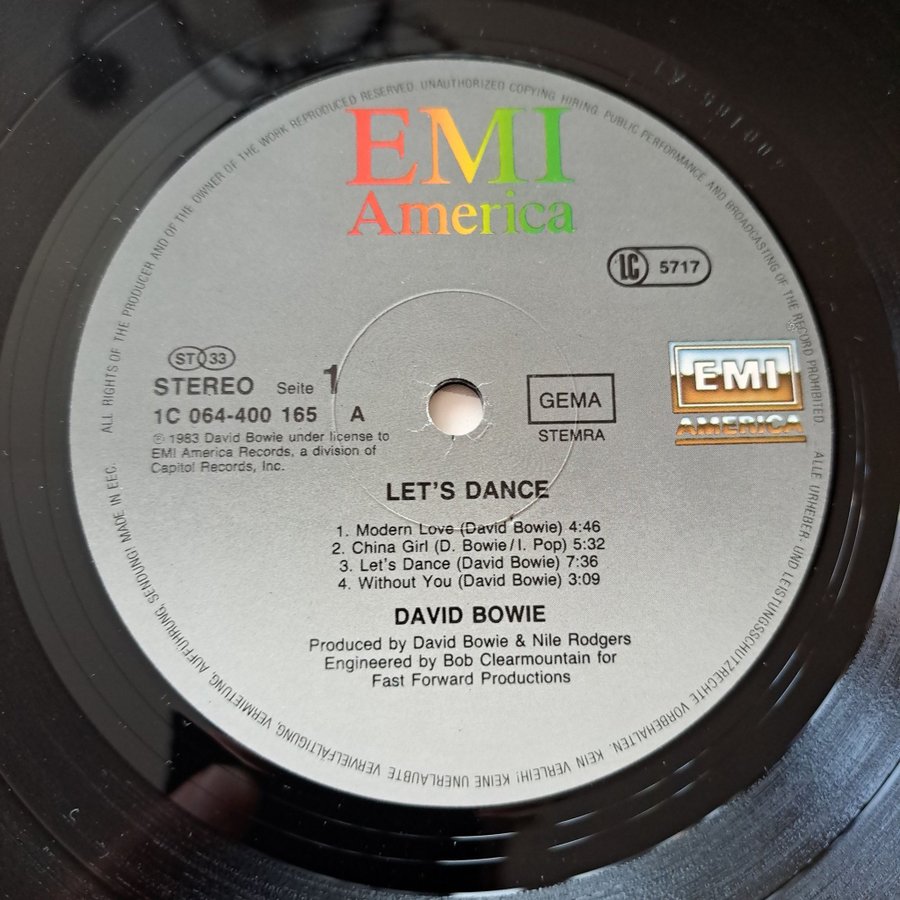 ALL RIGHTS OF THE PRODUCER AND OF THE OWNER OF THE WORK REPRODUCED RESERVED. UNAUTHORIZED COPYING, HIRING, PUBLIC PERFORMANCE AND BROADCASTING OF THE RECORD PROHIBITED
EMI
America
LC 5717
ST 33
STEREO Seite 1
1C 064-400 165 A
℗ 1983 David Bowie under license to
EMI America Records, a division of
Capitol Records, Inc.
GEMA
STEMRA
EMI
AMERICA
LET'S DANCE
1. Modern Love (David Bowie) 4:46
2. China Girl (D. Bowie/I. Pop) 5:32
3. Let's Dance (David Bowie) 7:36
4. Without You (David Bowie) 3:09
DAVID BOWIE
Produced by David Bowie & Nile Rodgers
Engineered by Bob Clearmountain for
Fast Forward Productions
ALLE URHEBER- UND LEISTUNGSSCHUTZRECHTE VORBEHALTEN. KEIN VERLEIH! KEINE UNERLAUBTE VERVIELFÄLTIGUNG, VERMIETUNG, AUFFÜHRUNG, SENDUNG! MADE IN EEC.